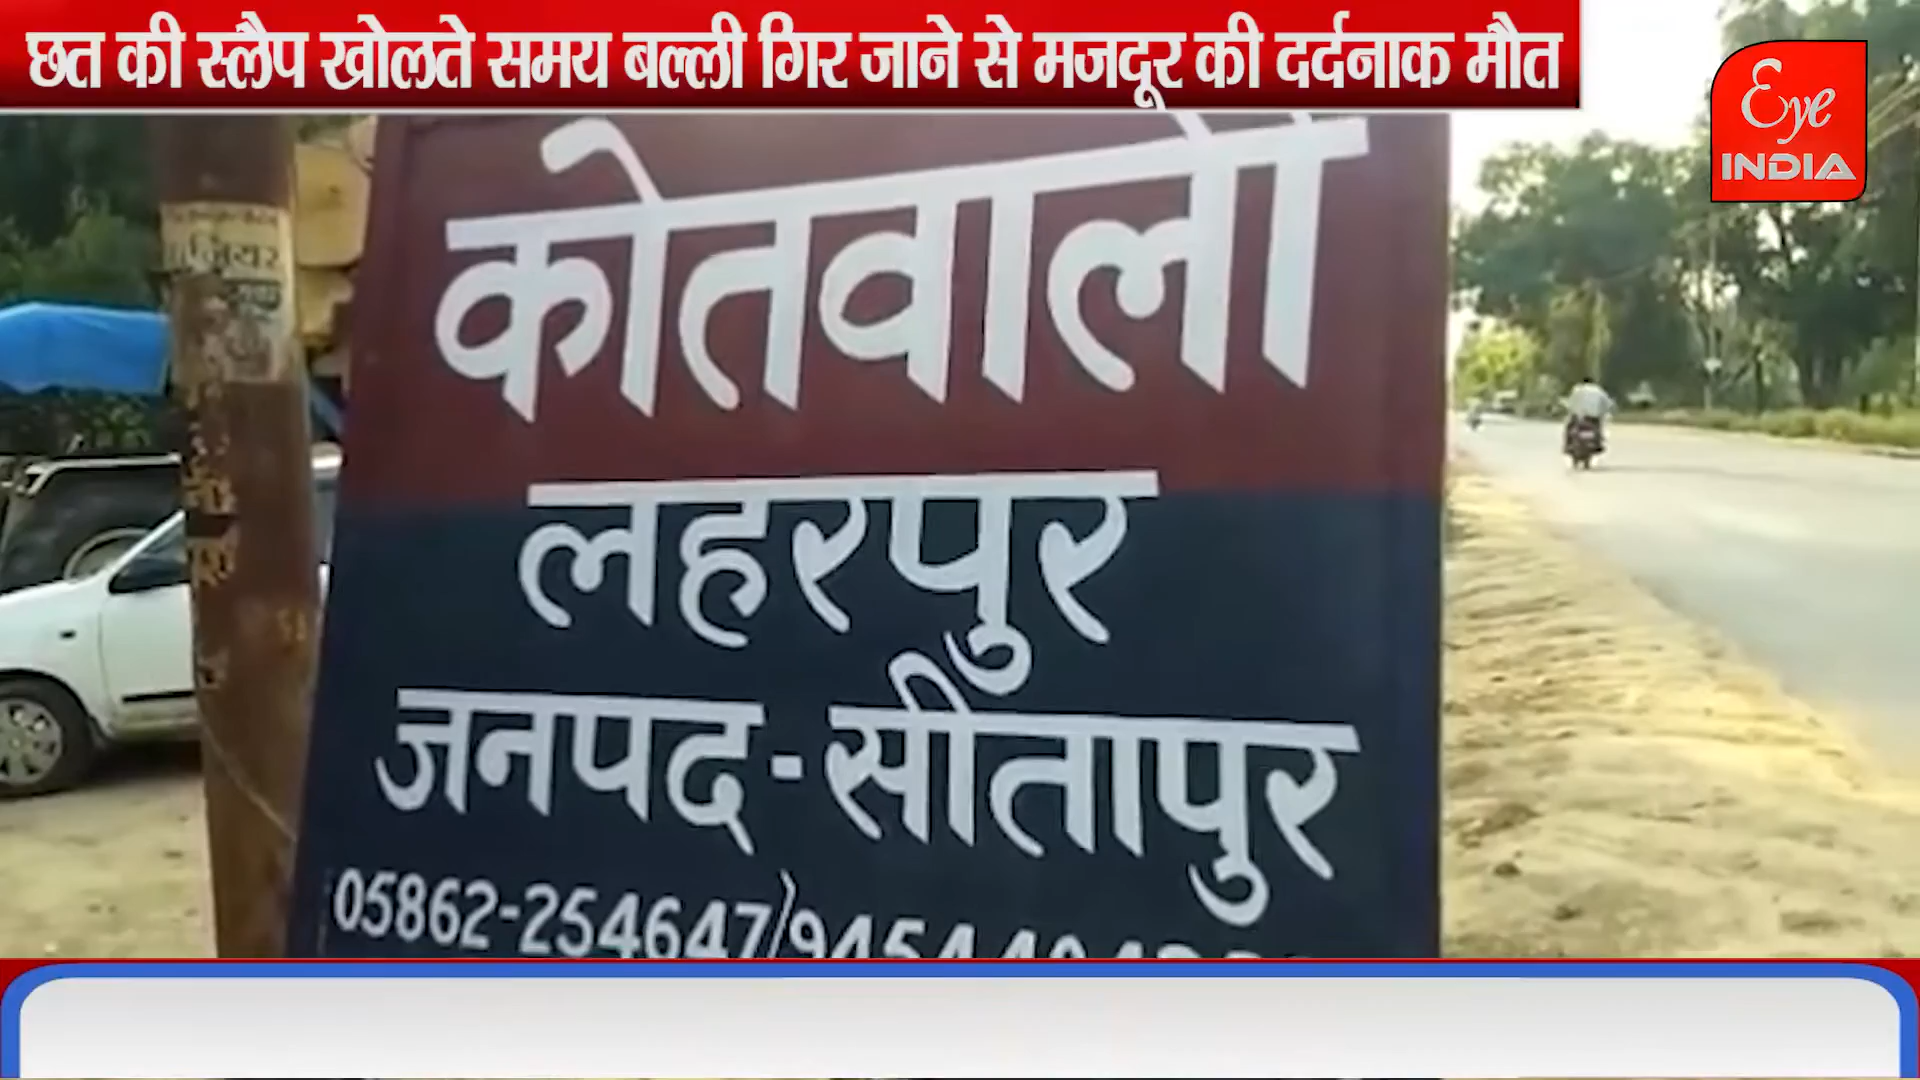 छत की स्लैप खोलते समय बल्ली गिर जाने से मजदूर की दर्दनाक मौत
Eye
INDIA
कोतवाली
लहरपुर
जनपद-सीतापुर
05862-254647/